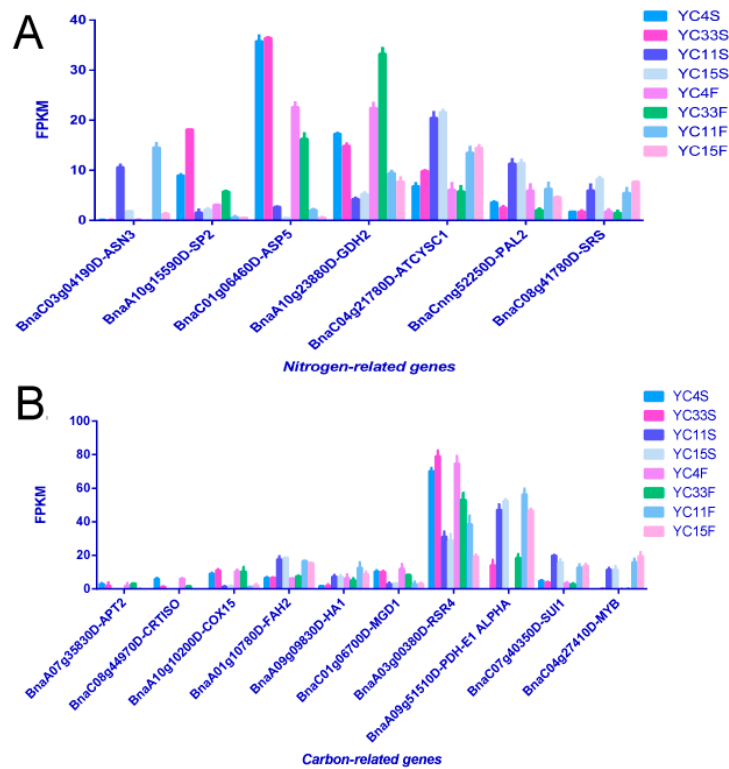 A
40
30
20
10
0
FPKM
YC4S
YC33S
YC11S
YC15S
YC4F
YC33F
YC11F
YC15F
BnaC03g04190D-ASN3
BnaA10g15590D-SP2
BnaC01g06460D-ASP5
BnaA10g23880D-GDH2
BnaC04g21780D-ATCYSC1
BnaCnng52250D-PAL2
BnaC08g41780D-SRS
Nitrogen-related genes
B
100
80
60
40
20
0
FPKM
YC4S
YC33S
YC11S
YC15S
YC4F
YC33F
YC11F
YC15F
BnaA07g35830D-APT2
BnaC08g44970D-CRTISO
BnaA10g10200D-COX15
BnaA01g10780D-FAH2
BnaA09g09830D-HA1
BnaC01g06700D-MGD1
BnaA03g00380D-RSR4
BnaA09g51510D-PDH-E1 ALPHA
BnaC07g40350D-SUI1
BnaC04g27410D-MYB
Carbon-related genes